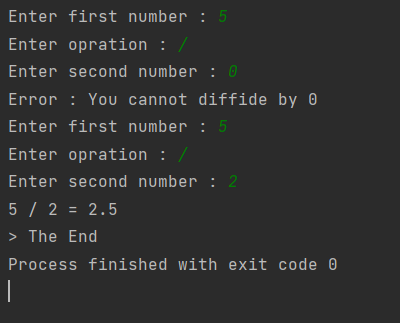 Enter first number : 5
Enter opration : /
Enter second number : 0
Error : You cannot diffide by 0
Enter first number : 5
Enter opration : /
Enter second number : 2
5 / 2 = 2.5
> The End
Process finished with exit code 0